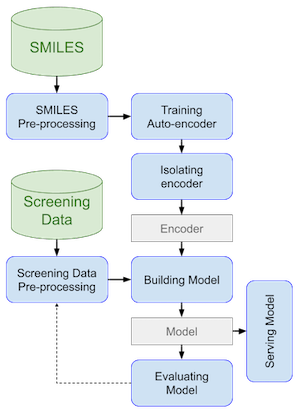 SMILES
SMILES
Pre-processing
Training
Auto-encoder
Isolating
encoder
Screening
Data
Encoder
Screening Data
Pre-processing
Building Model
Serving Model
Model
Evaluating
Model